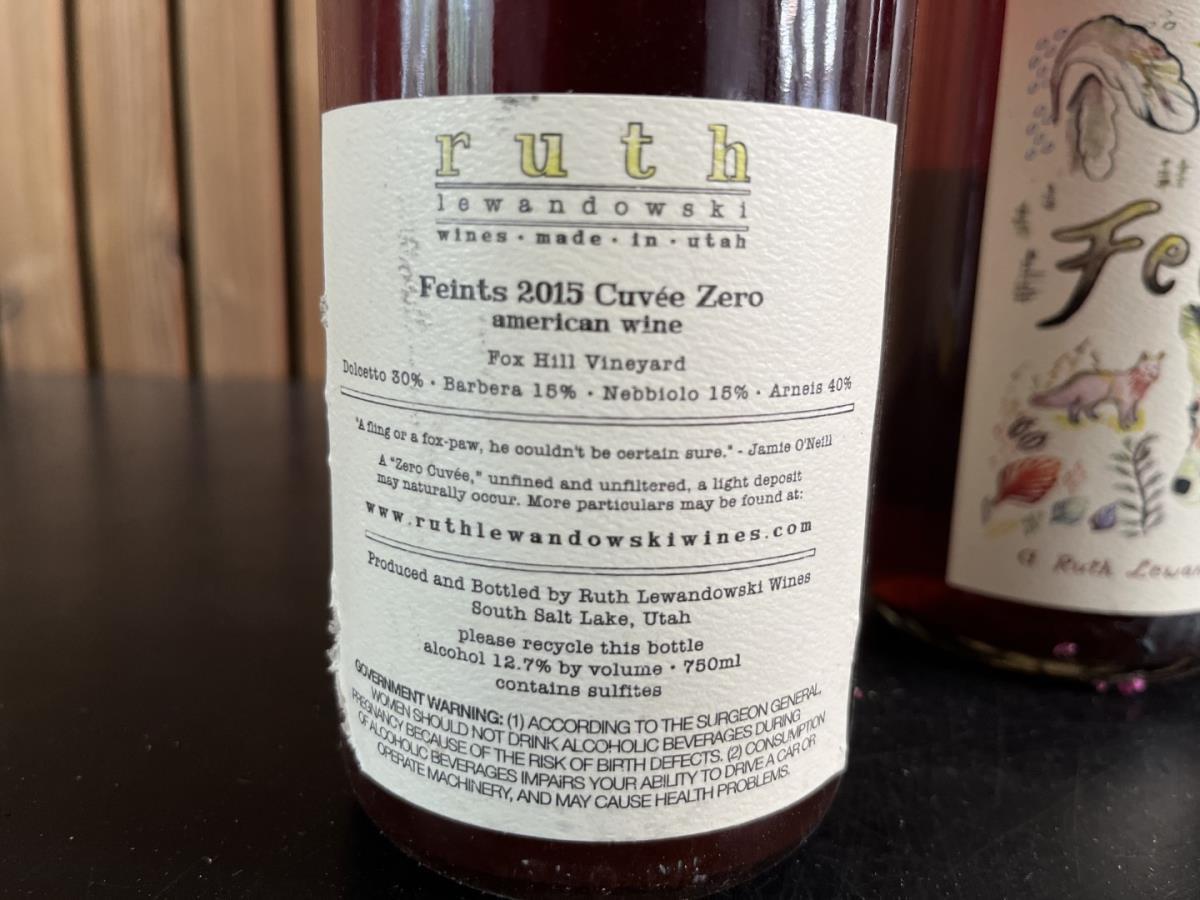 ruth
lewandowski
wines • made • in • utah
Feints 2015 Cuvée Zero
american wine
Fox Hill Vineyard
Dolcetto 30% • Barbera 15% • Nebbiolo 15% • Arneis 40%
"A fling or a fox-paw, he couldn't be certain sure." - Jamie O'Neill
A "Zero Cuvée," unfined and unfiltered, a light deposit
may naturally occur. More particulars may be found at:
www.ruthlewandowskiwines.com
Produced and Bottled by Ruth Lewandowski Wines
South Salt Lake, Utah
please recycle this bottle
alcohol 12.7% by volume • 750ml
contains sulfites
GOVERNMENT WARNING: (1) ACCORDING TO THE SURGEON GENERAL,
WOMEN SHOULD NOT DRINK ALCOHOLIC BEVERAGES DURING
PREGNANCY BECAUSE OF THE RISK OF BIRTH DEFECTS. (2) CONSUMPTION
OF ALCOHOLIC BEVERAGES IMPAIRS YOUR ABILITY TO DRIVE A CAR OR
OPERATE MACHINERY, AND MAY CAUSE HEALTH PROBLEMS.
Fe
a Ruth Lewan